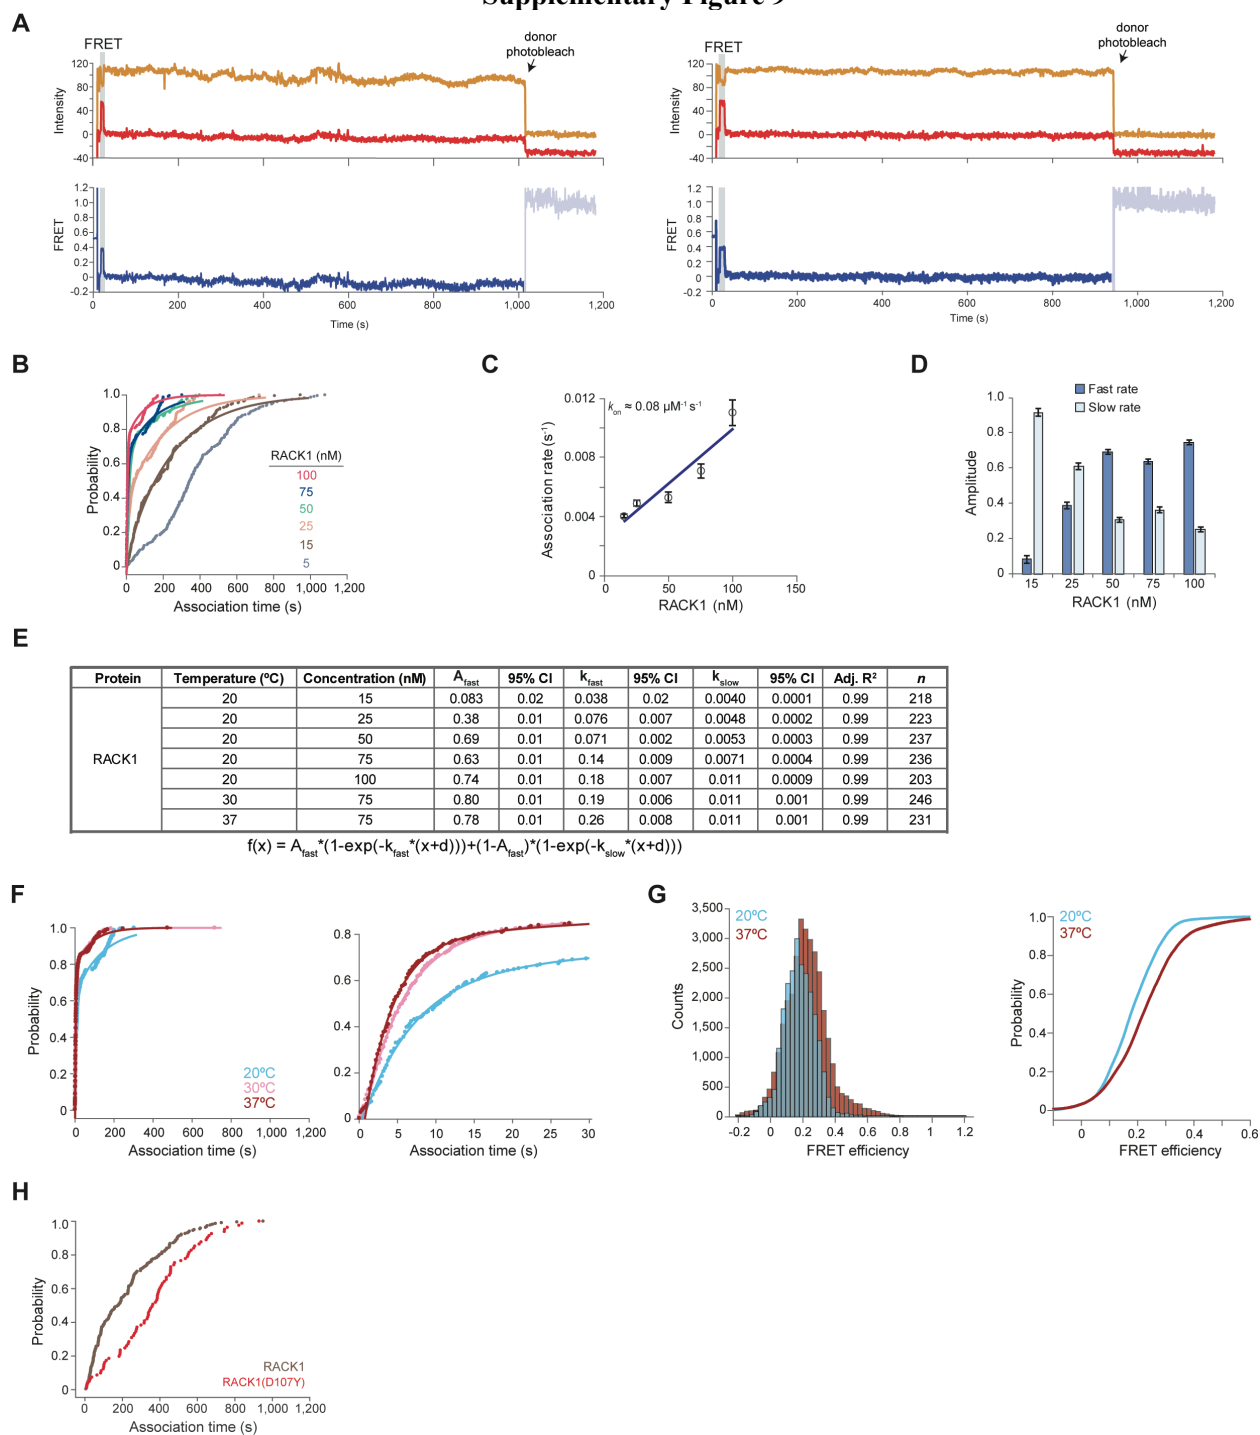 Supplementary Figure 9
A
FRET
donor
photobleach
120
80
40
0
-40
Intensity
0
200
400
600
800
1,000
1,200
1.2
1.0
0.8
0.6
0.4
0.2
0
-0.2
FRET
Time (s)
FRET
donor
photobleach
120
80
40
0
-40
Intensity
1.2
1.0
0.8
0.6
0.4
0.2
0
-0.2
FRET
0
200
400
600
800
1,000
1,200
Time (s)
B
1.0
0.8
0.6
0.4
0.2
0
Probability
RACK1 (nM)
100
75
50
25
15
5
0
200
400
600
800
1,000
1,200
Association time (s)
C
kon ≈ 0.08 µM-1 s-1
0.012
0.008
0.004
0
Association rate (s-1)
0
50
100
150
RACK1 (nM)
D
Fast rate
Slow rate
1.0
0.8
0.6
0.4
0.2
0
Amplitude
15
25
50
75
100
RACK1 (nM)
E
Protein Temperature (ºC) Concentration (nM) Afast 95% CI kfast 95% CI kslow 95% CI Adj. R2 n
RACK1
20 15 0.083 0.02 0.038 0.02 0.0040 0.0001 0.99 218
20 25 0.38 0.01 0.076 0.007 0.0048 0.0002 0.99 223
20 50 0.69 0.01 0.071 0.002 0.0053 0.0003 0.99 237
20 75 0.63 0.01 0.14 0.009 0.0071 0.0004 0.99 236
20 100 0.74 0.01 0.18 0.007 0.011 0.0009 0.99 203
30 75 0.80 0.01 0.19 0.006 0.011 0.001 0.99 246
37 75 0.78 0.01 0.26 0.008 0.011 0.001 0.99 231
f(x) = Afast*(1-exp(-kfast*(x+d)))+(1-Afast)*(1-exp(-kslow*(x+d)))
F
1.0
0.8
0.6
0.4
0.2
0
Probability
20ºC
30ºC
37ºC
0
200
400
600
800
1,000
1,200
Association time (s)
0.8
0.6
0.4
0.2
0
0
5
10
15
20
25
30
Association time (s)
G
20ºC
37ºC
3,500
3,000
2,500
2,000
1,500
1,000
500
0
Counts
-0.2
0
0.2
0.4
0.6
0.8
1
1.2
FRET efficiency
20ºC
37ºC
1.0
0.8
0.6
0.4
0.2
0
Probability
0
0.2
0.4
0.6
FRET efficiency
H
1.0
0.8
0.6
0.4
0.2
0
Probability
RACK1
RACK1(D107Y)
0
200
400
600
800
1,000
1,200
Association time (s)